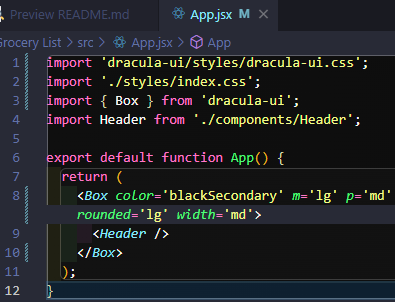 Preview README.md
App.jsx M
Grocery List > src > App.jsx > App
1 import 'dracula-ui/styles/dracula-ui.css';
2 import './styles/index.css';
3 import { Box } from 'dracula-ui';
4 import Header from './components/Header';
5
6 export default function App() {
7 return (
8 <Box color='blackSecondary' m='lg' p='md'
rounded='lg' width='md'>
9 <Header />
10 </Box>
11 );
12 }